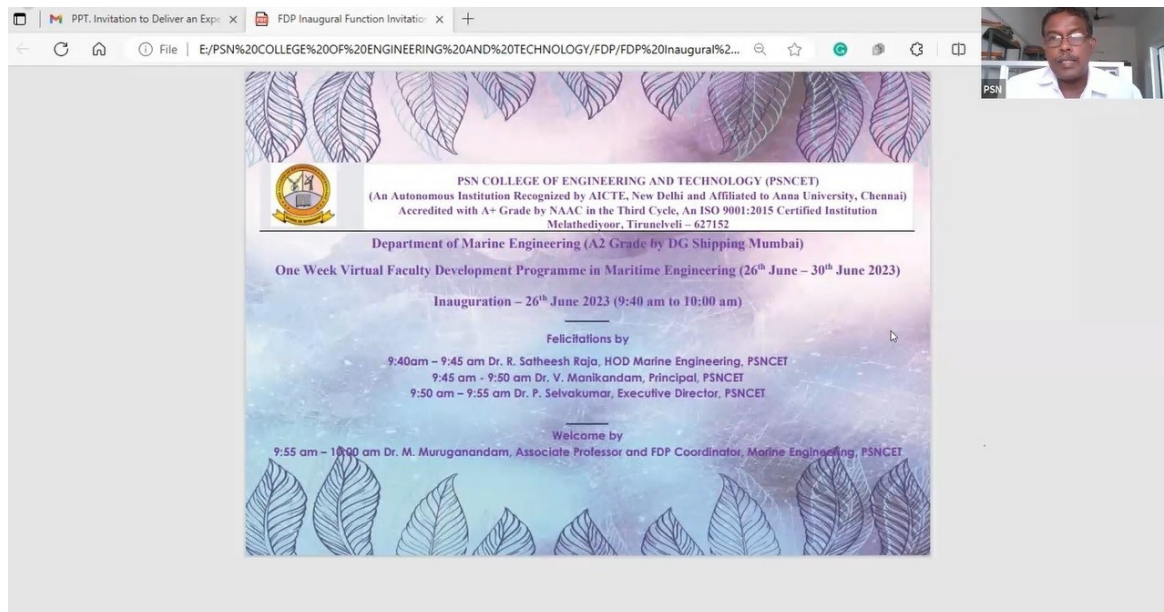 PPT. Invitation to Deliver an Expe
FDP Inaugural Function Invitatio
File
E:/PSN%20COLLEGE%20OF%20ENGINEERING%20AND%20TECHNOLOGY/FDP/FDP%20Inaugural%2...
PSN
PSN COLLEGE OF ENGINEERING AND TECHNOLOGY (PSNCET)
(An Autonomous Institution Recognized by AICTE, New Delhi and Affiliated to Anna University, Chennai)
Accredited with A+ Grade by NAAC in the Third Cycle, An ISO 9001:2015 Certified Institution
Melathediyoor, Tirunelveli – 627152
Department of Marine Engineering (A2 Grade by DG Shipping Mumbai)
One Week Virtual Faculty Development Programme in Maritime Engineering (26th June – 30th June 2023)
Inauguration – 26th June 2023 (9:40 am to 10:00 am)
Felicitations by
9:40am – 9:45 am Dr. R. Satheesh Raja, HOD Marine Engineering, PSNCET
9:45 am - 9:50 am Dr. V. Manikandam, Principal, PSNCET
9:50 am – 9:55 am Dr. P. Selvakumar, Executive Director, PSNCET
Welcome by
9:55 am – 10:00 am Dr. M. Muruganandam, Associate Professor and FDP Coordinator, Marine Engineering, PSNCET